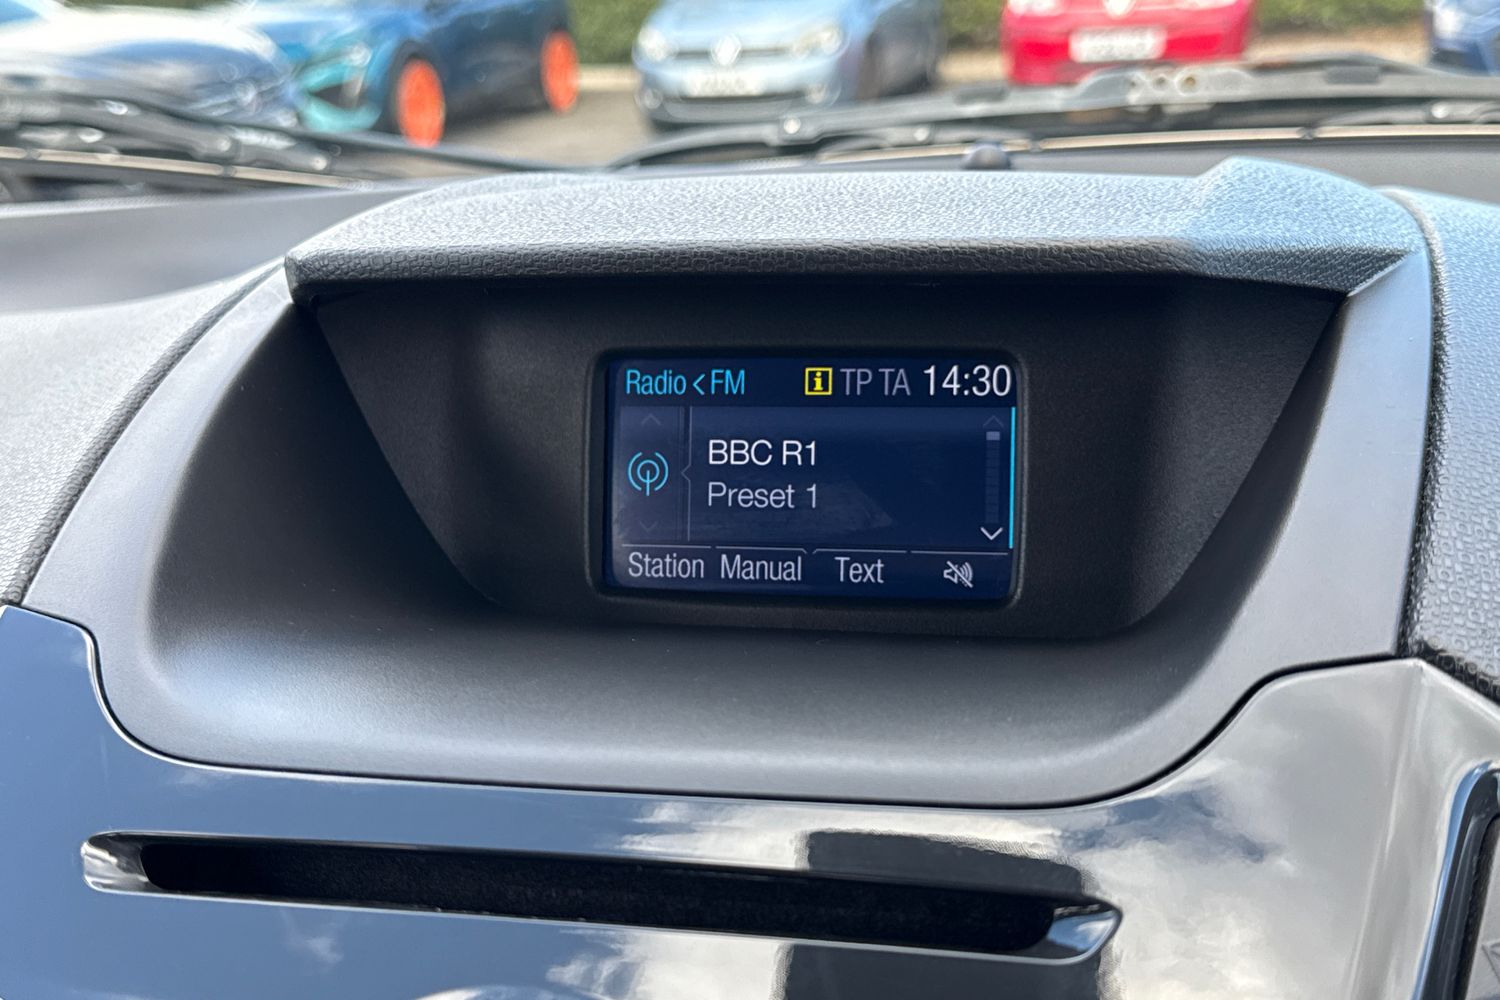 Radio < FM i TP TA 14:30
BBC R1
Preset 1
Station Manual Text